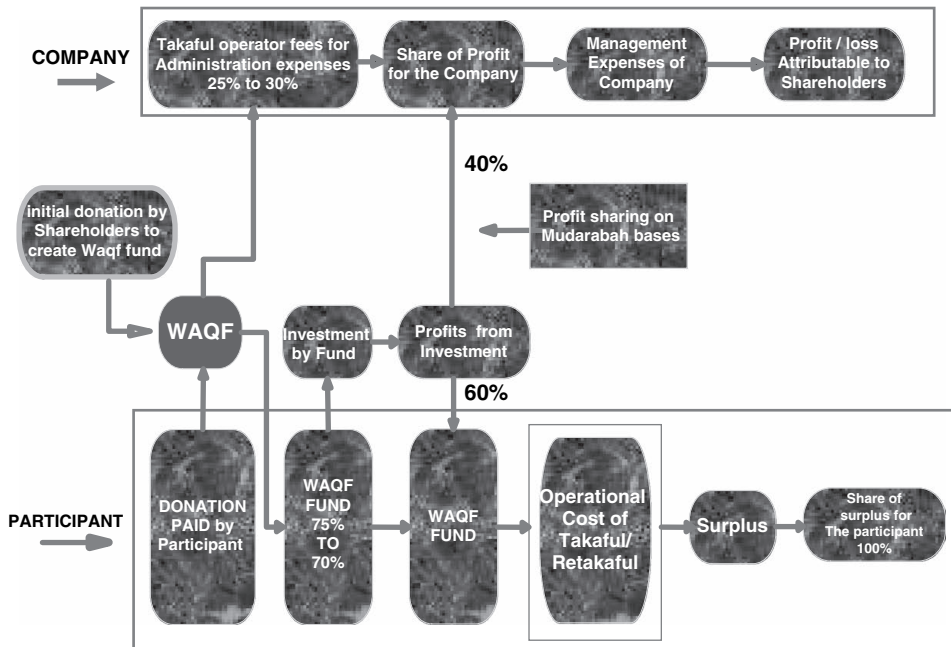 COMPANY
Takaful operator fees for
Administration expenses
25% to 30%
Share of Profit
for the Company
Management
Expenses of
Company
Profit / loss
Attributable to
Shareholders
40%
initial donation by
Shareholders to
create Waqf fund
Profit sharing on
Mudarabah bases
WAQF
Investment
by Fund
Profits from
Investment
60%
PARTICIPANT
DONATION
PAID by
Participant
WAQF
FUND
75%
TO
70%
WAQF
FUND
Operational
Cost of
Takaful/
Retakaful
Surplus
Share of
surplus for
The participant
100%